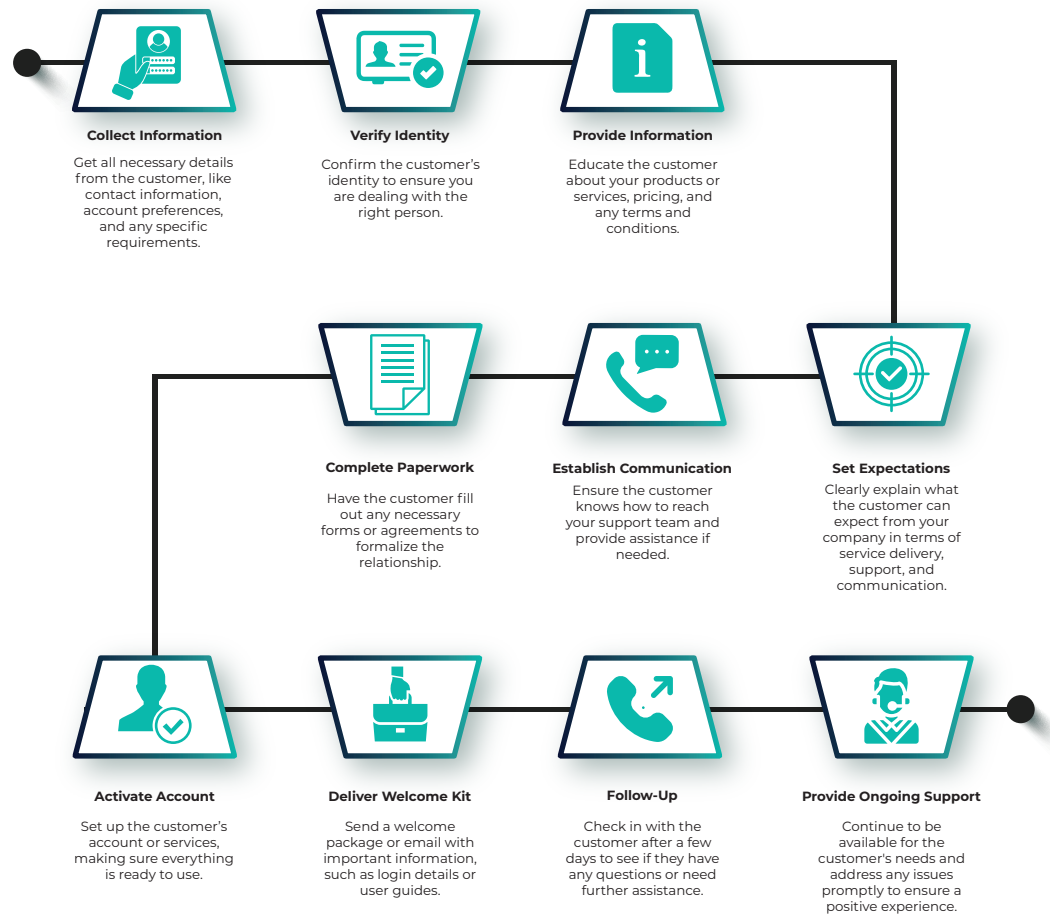 i
Collect Information
Get all necessary details
from the customer, like
contact information,
account preferences,
and any specific
requirements.
Verify Identity
Confirm the customer’s
identity to ensure you
are dealing with the
right person.
Provide Information
Educate the customer
about your products or
services, pricing, and
any terms and
conditions.
Set Expectations
Clearly explain what
the customer can
expect from your
company in terms of
service delivery,
support, and
communication.
Establish Communication
Ensure the customer
knows how to reach
your support team and
provide assistance if
needed.
Complete Paperwork
Have the customer fill
out any necessary
forms or agreements to
formalize the
relationship.
Activate Account
Set up the customer’s
account or services,
making sure everything
is ready to use.
Deliver Welcome Kit
Send a welcome
package or email with
important information,
such as login details or
user guides.
Follow-Up
Check in with the
customer after a few
days to see if they have
any questions or need
further assistance.
Provide Ongoing Support
Continue to be
available for the
customer's needs and
address any issues
promptly to ensure a
positive experience.